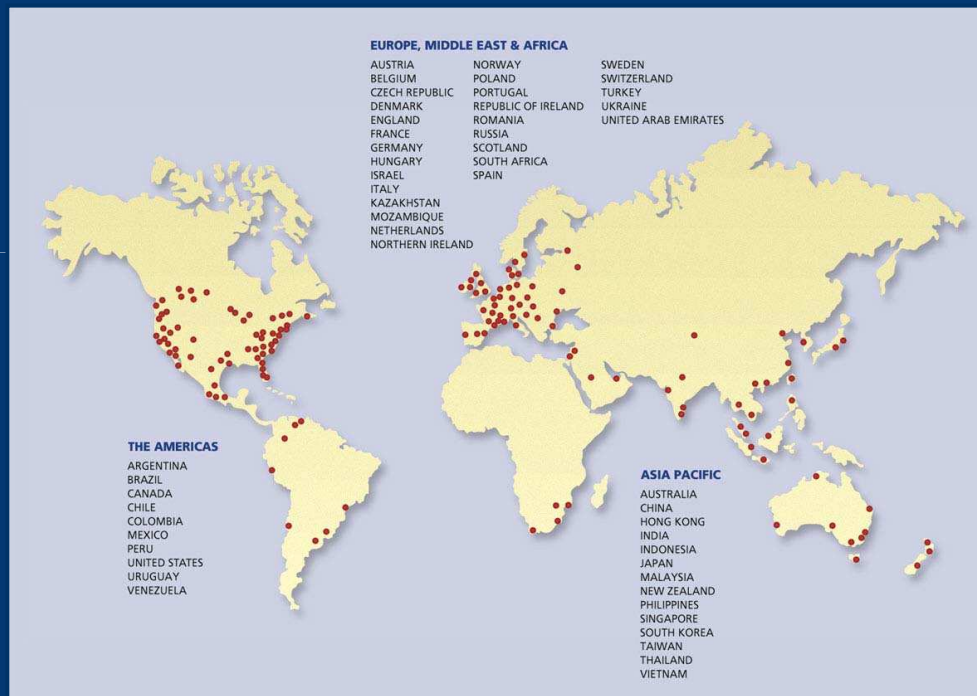 EUROPE, MIDDLE EAST & AFRICA
AUSTRIA
BELGIUM
CZECH REPUBLIC
DENMARK
ENGLAND
FRANCE
GERMANY
HUNGARY
ISRAEL
ITALY
KAZAKHSTAN
MOZAMBIQUE
NETHERLANDS
NORTHERN IRELAND
NORWAY
POLAND
PORTUGAL
REPUBLIC OF IRELAND
ROMANIA
RUSSIA
SCOTLAND
SOUTH AFRICA
SPAIN
SWEDEN
SWITZERLAND
TURKEY
UKRAINE
UNITED ARAB EMIRATES
THE AMERICAS
ARGENTINA
BRAZIL
CANADA
CHILE
COLOMBIA
MEXICO
PERU
UNITED STATES
URUGUAY
VENEZUELA
ASIA PACIFIC
AUSTRALIA
CHINA
HONG KONG
INDIA
INDONESIA
JAPAN
MALAYSIA
NEW ZEALAND
PHILIPPINES
SINGAPORE
SOUTH KOREA
TAIWAN
THAILAND
VIETNAM